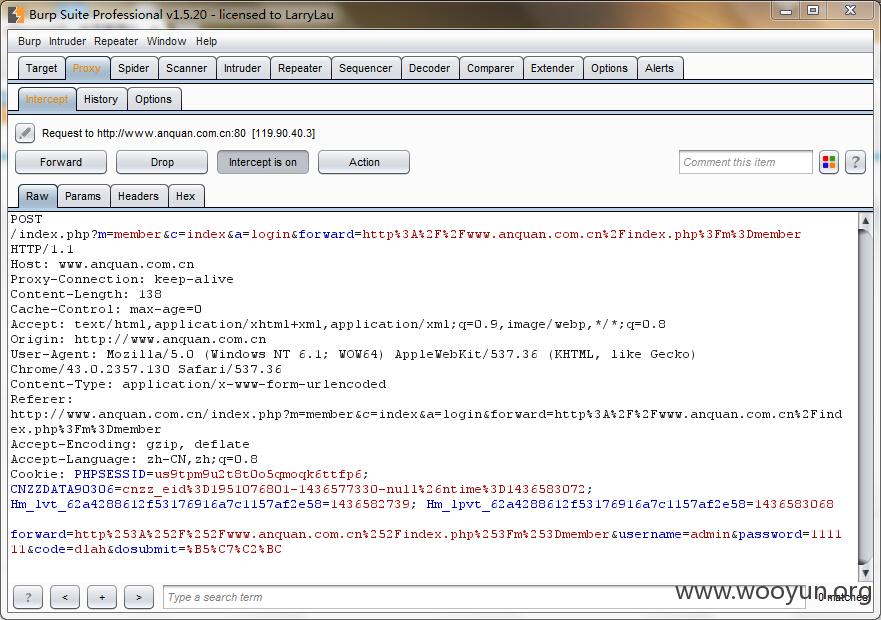 Burp Suite Professional v1.5.20 - licensed to LarryLau
Burp Intruder Repeater Window Help
Target Proxy Spider Scanner Intruder Repeater Sequencer Decoder Comparer Extender Options Alerts
Intercept History Options
Request to http://www.anquan.com.cn:80 [119.90.40.3]
Forward Drop Intercept is on Action Comment this item ?
Raw Params Headers Hex
POST
/index.php?m=member&c=index&a=login&forward=http%3A%2F%2Fwww.anquan.com.cn%2Findex.php%3Fm%3Dmember
HTTP/1.1
Host: www.anquan.com.cn
Proxy-Connection: keep-alive
Content-Length: 138
Cache-Control: max-age=0
Accept: text/html,application/xhtml+xml,application/xml;q=0.9,image/webp,*/*;q=0.8
Origin: http://www.anquan.com.cn
User-Agent: Mozilla/5.0 (Windows NT 6.1; WOW64) AppleWebKit/537.36 (KHTML, like Gecko)
Chrome/43.0.2357.130 Safari/537.36
Content-Type: application/x-www-form-urlencoded
Referer:
http://www.anquan.com.cn/index.php?m=member&c=index&a=login&forward=http%3A%2F%2Fwww.anquan.com.cn%2Find
ex.php%3Fm%3Dmember
Accept-Encoding: gzip, deflate
Accept-Language: zh-CN,zh;q=0.8
Cookie: PHPSESSID=us9tpm9u2t8t0o5qmoqk6ttfp6;
CNZZDATA90306=cnzz_eid%3D1951076801-1436577330-null%26ntime%3D1436583072;
Hm_lvt_62a4288612f53176916a7c1157af2e58=1436582739; Hm_lpvt_62a4288612f53176916a7c1157af2e58=1436583068
forward=http%253A%252F%252Fwww.anquan.com.cn%252Findex.php%253Fm%253Dmember&username=admin&password=1111
11&code=dlah&dosubmit=%B5%C7%C2%BC
? < + > Type a search term 0 matches
www.wooyun.org